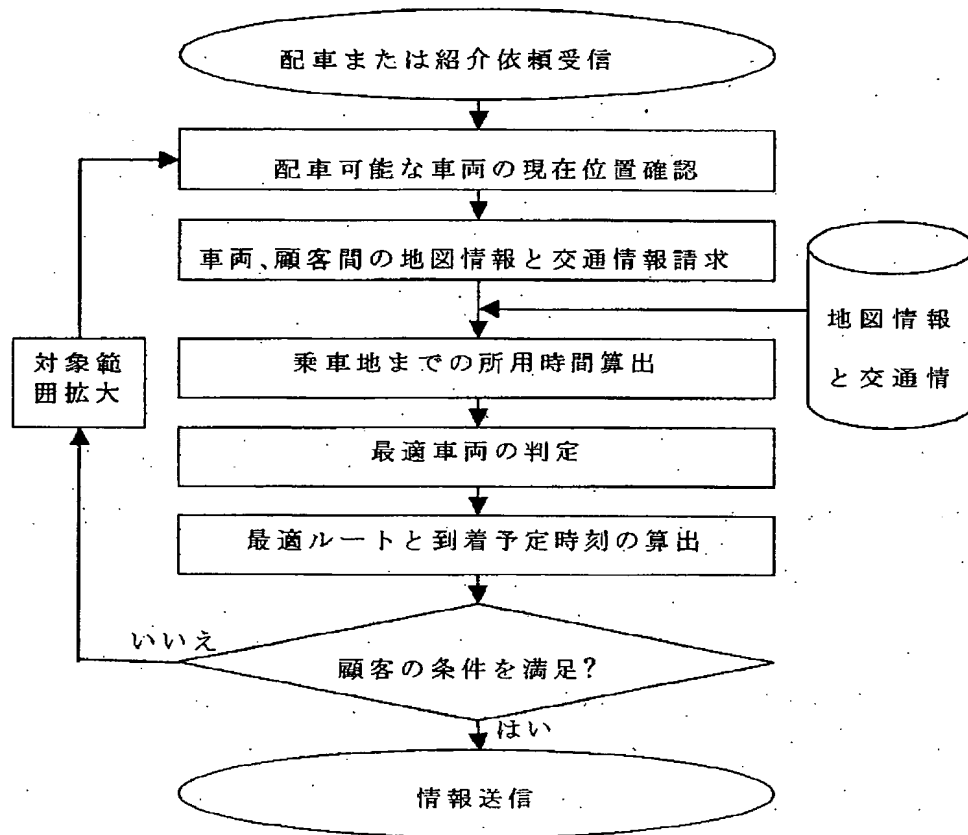 配車または紹介依頼受信
配車可能な車両の現在位置確認
車両、顧客間の地図情報と交通情報請求
地図情報
と交通情
対象範
囲拡大
乗車地までの所用時間算出
最適車両の判定
最適ルートと到着予定時刻の算出
いいえ
顧客の条件を満足?
はい
情報送信